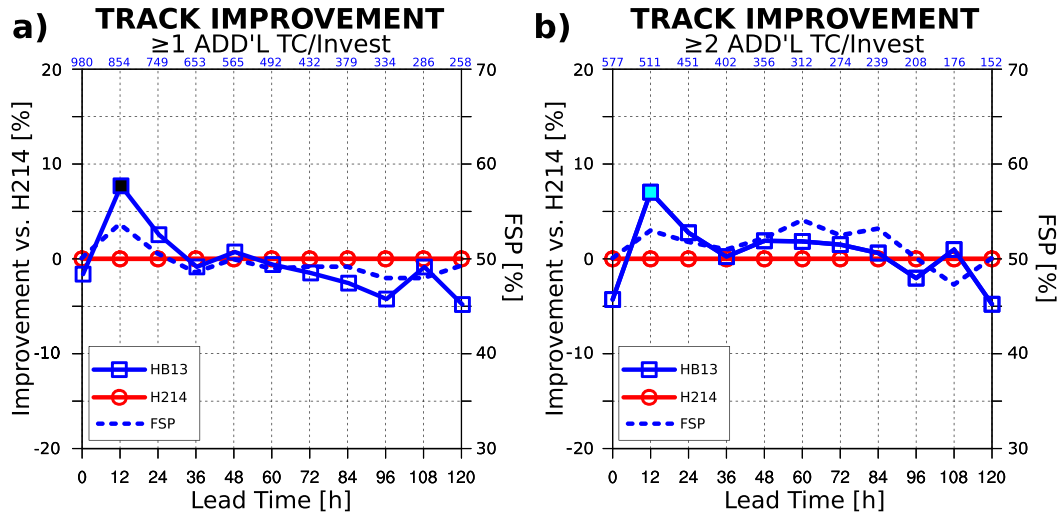 a)
TRACK IMPROVEMENT
≥1 ADD'L TC/Invest
980 854 749 653 565 492 432 379 334 286 258
20 70
10 60
0 50
-10 40
-20 30
Improvement vs. H214 [%]
FSP [%]
HB13
H214
FSP
0 12 24 36 48 60 72 84 96 108 120
Lead Time [h]
b)
TRACK IMPROVEMENT
≥2 ADD'L TC/Invest
577 511 451 402 356 312 274 239 208 176 152
20 70
10 60
0 50
-10 40
-20 30
Improvement vs. H214 [%]
FSP [%]
HB13
H214
FSP
0 12 24 36 48 60 72 84 96 108 120
Lead Time [h]